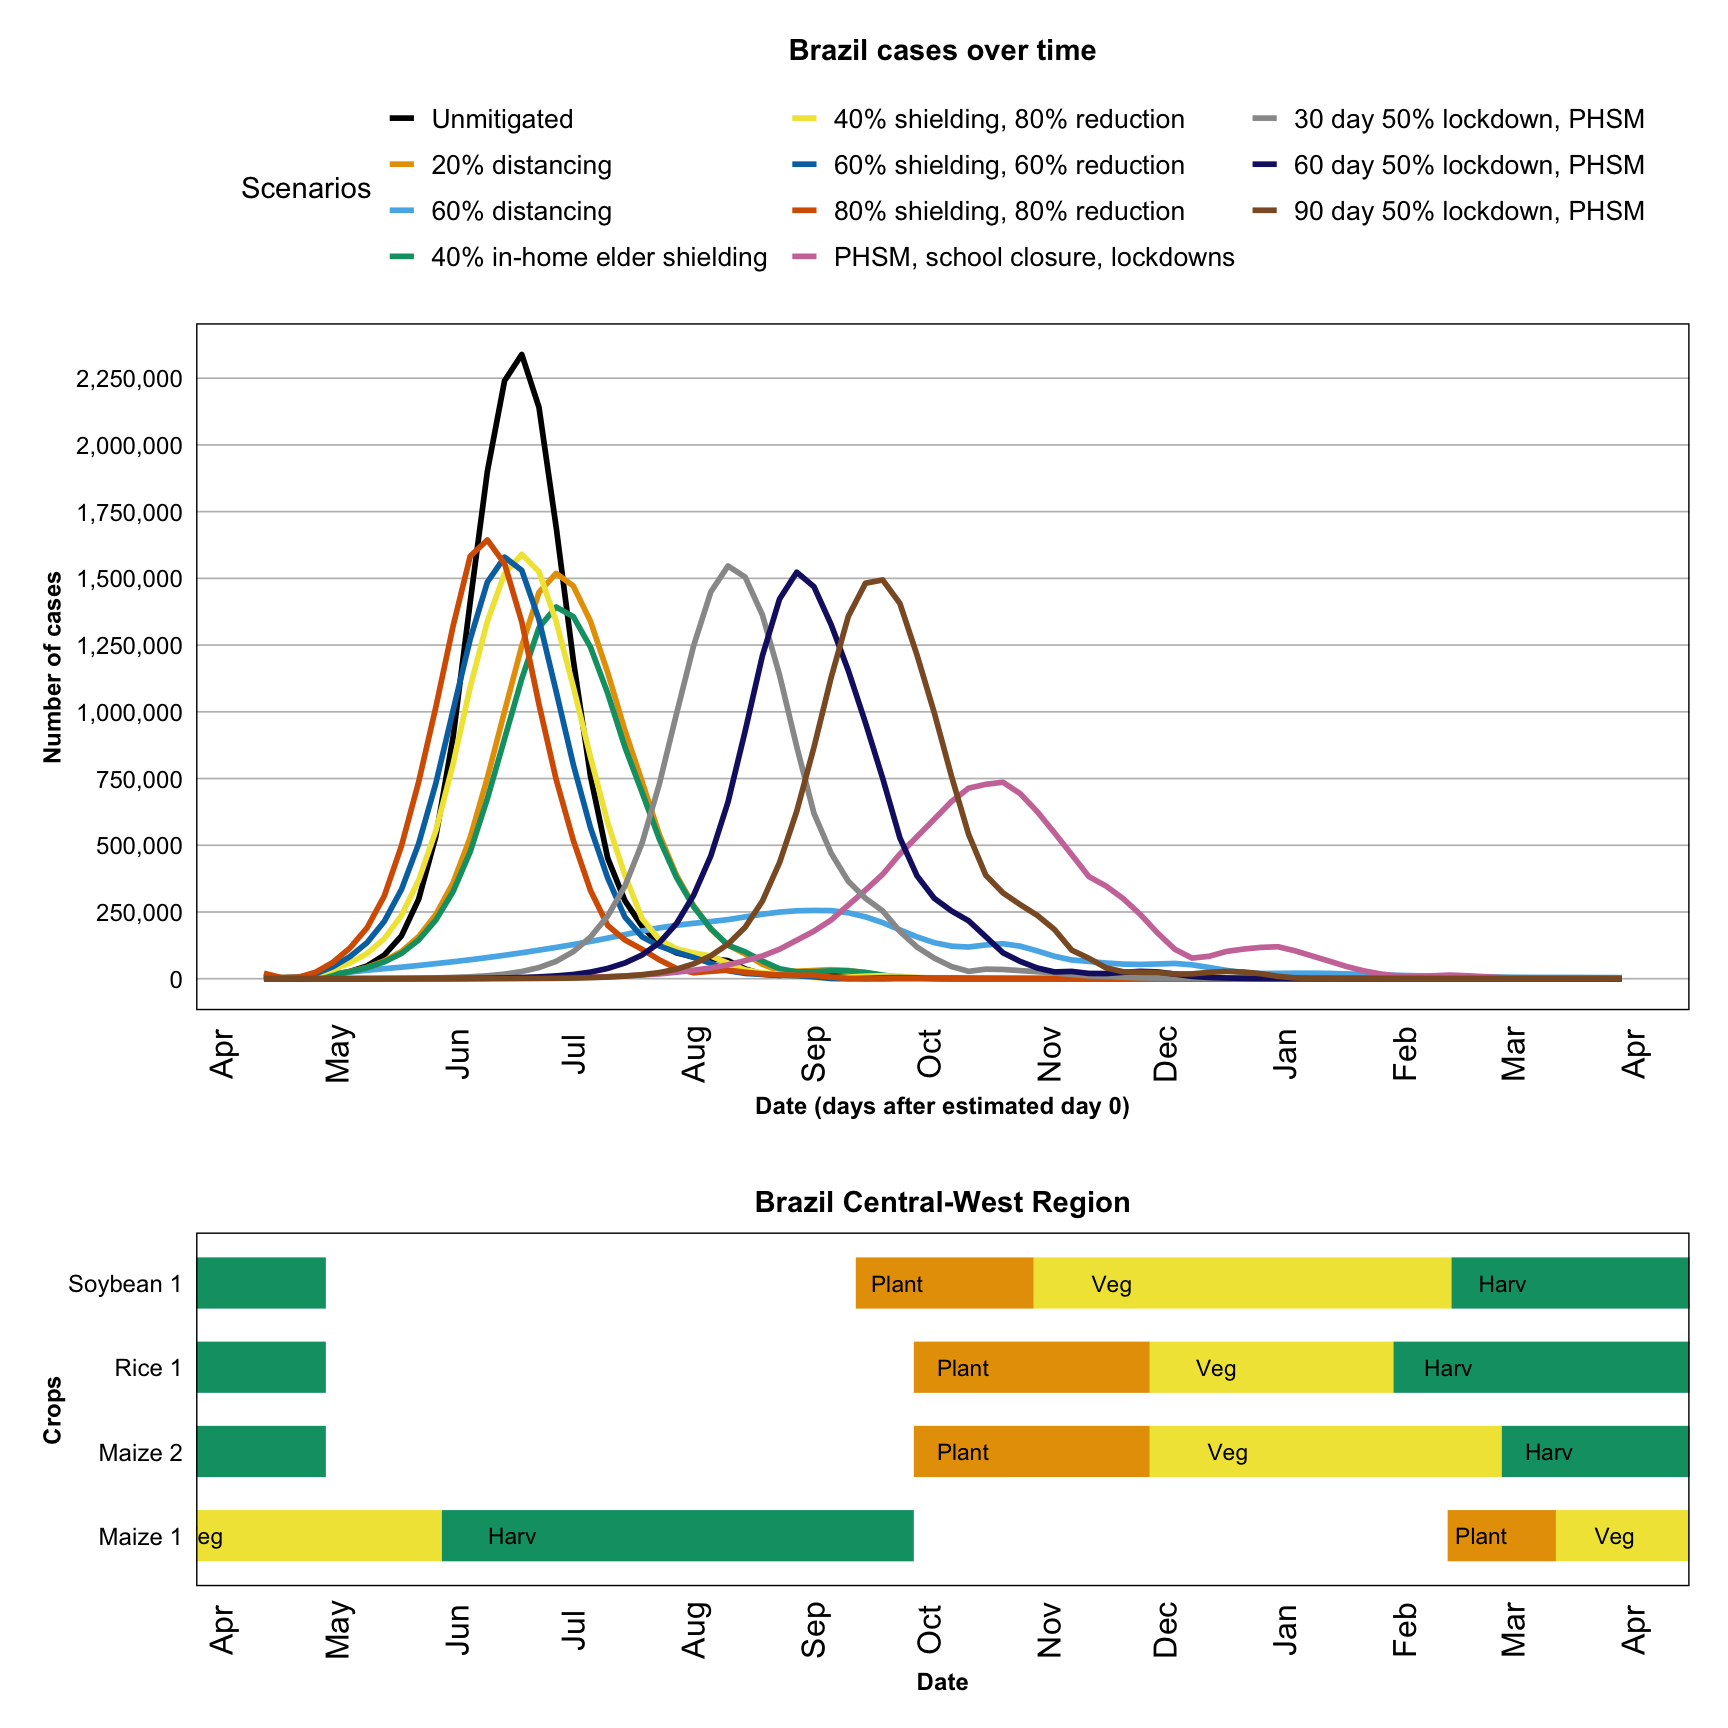 Brazil cases over time
Scenarios
Unmitigated
20% distancing
60% distancing
40% in-home elder shielding
40% shielding, 80% reduction
60% shielding, 60% reduction
80% shielding, 80% reduction
PHSM, school closure, lockdowns
30 day 50% lockdown, PHSM
60 day 50% lockdown, PHSM
90 day 50% lockdown, PHSM
Number of cases
2,250,000
2,000,000
1,750,000
1,500,000
1,250,000
1,000,000
750,000
500,000
250,000
0
Apr May Jun Jul Aug Sep Oct Nov Dec Jan Feb Mar Apr
Date (days after estimated day 0)
Brazil Central-West Region
Crops
Soybean 1 Plant Veg Harv
Rice 1 Plant Veg Harv
Maize 2 Plant Veg Harv
Maize 1 eg Harv Plant Veg
Apr May Jun Jul Aug Sep Oct Nov Dec Jan Feb Mar Apr
Date